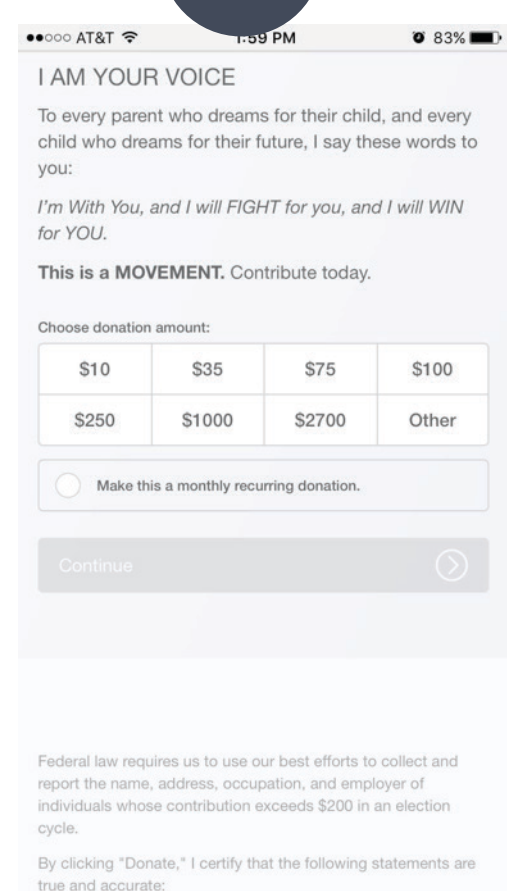 AT&T 1:59 PM 83%
I AM YOUR VOICE
To every parent who dreams for their child, and every
child who dreams for their future, I say these words to
you:
I'm With You, and I will FIGHT for you, and I will WIN
for YOU.
This is a MOVEMENT. Contribute today.
Choose donation amount:
$10 $35 $75 $100
$250 $1000 $2700 Other
Make this a monthly recurring donation.
Continue
Federal law requires us to use our best efforts to collect and
report the name, address, occupation, and employer of
individuals whose contribution exceeds $200 in an election
cycle.
By clicking "Donate," I certify that the following statements are
true and accurate: